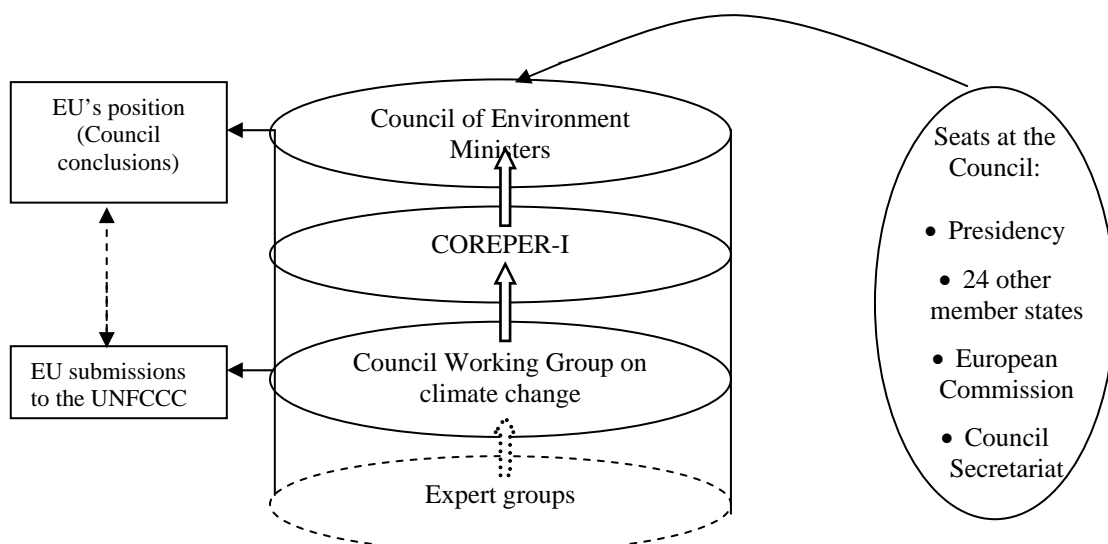 EU’s position
(Council
conclusions)
EU submissions
to the UNFCCC
Council of Environment
Ministers
COREPER-I
Council Working Group on
climate change
Expert groups
Seats at the
Council:
• Presidency
• 24 other
member states
• European
Commission
• Council
Secretariat